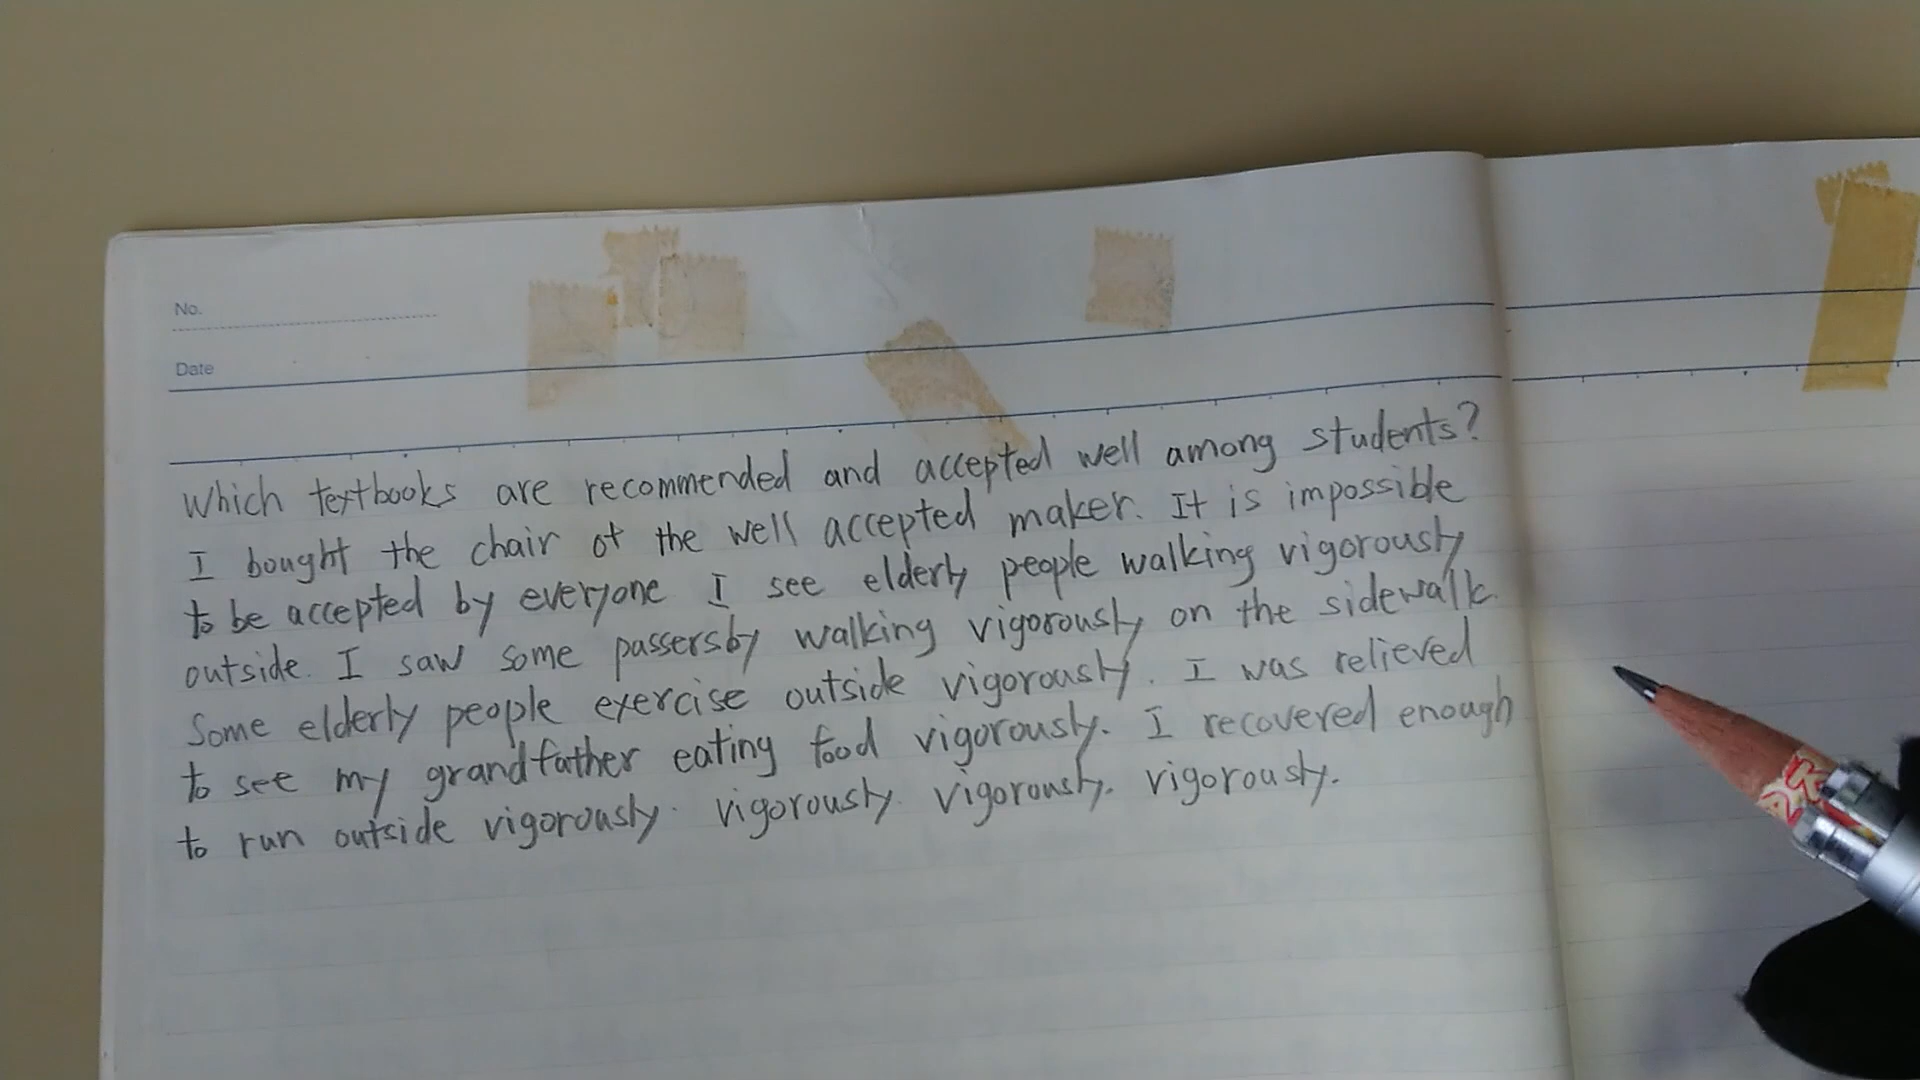 No.
Date
Which textbooks are recommended and accepted well among students?
I bought the chair of the well accepted maker. It is impossible
to be accepted by everyone I see elderly people walking vigorously
outside. I saw some passersby walking vigorously on the sidewalk.
Some elderly people exercise outside vigorously. I was relieved
to see my grandfather eating food vigorously. I recovered enough
to run outside vigorously. vigorously. vigorously. vigorously.